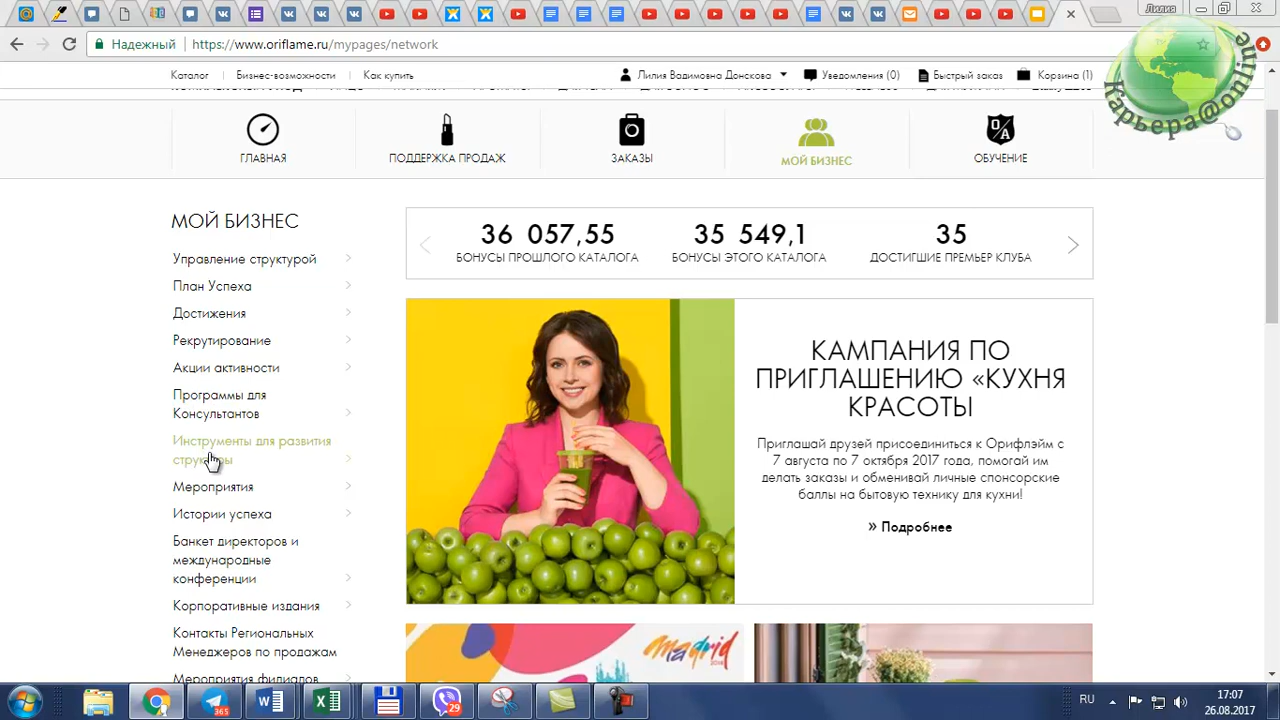 Лилия
Надежный
https://www.oriflame.ru/mypages/network
Каталог
Бизнес-возможности
Как купить
Лилия Вадимовна Донскова
Уведомления (0)
Быстрый заказ
Корзина (1)
Карьера@online
ГЛАВНАЯ
ПОДДЕРЖКА ПРОДАЖ
ЗАКАЗЫ
МОЙ БИЗНЕС
ОБУЧЕНИЕ
МОЙ БИЗНЕС
Управление структурой
План Успеха
Достижения
Рекрутирование
Акции активности
Программы для
Консультантов
Инструменты для развития
структуры
Мероприятия
Истории успеха
Банкет директоров и
международные
конференции
Корпоративные издания
Контакты Региональных
Менеджеров по продажам
Мероприятия филиалов
36 057,55
БОНУСЫ ПРОШЛОГО КАТАЛОГА
35 549,1
БОНУСЫ ЭТОГО КАТАЛОГА
35
ДОСТИГШИЕ ПРЕМЬЕР КЛУБА
КАМПАНИЯ ПО
ПРИГЛАШЕНИЮ «КУХНЯ
КРАСОТЫ
Приглашай друзей присоединиться к Орифлэйм с
7 августа по 7 октября 2017 года, помогай им
делать заказы и обменивай личные спонсорские
баллы на бытовую технику для кухни!
» Подробнее
madrid
365
29
RU
17:07
26.08.2017